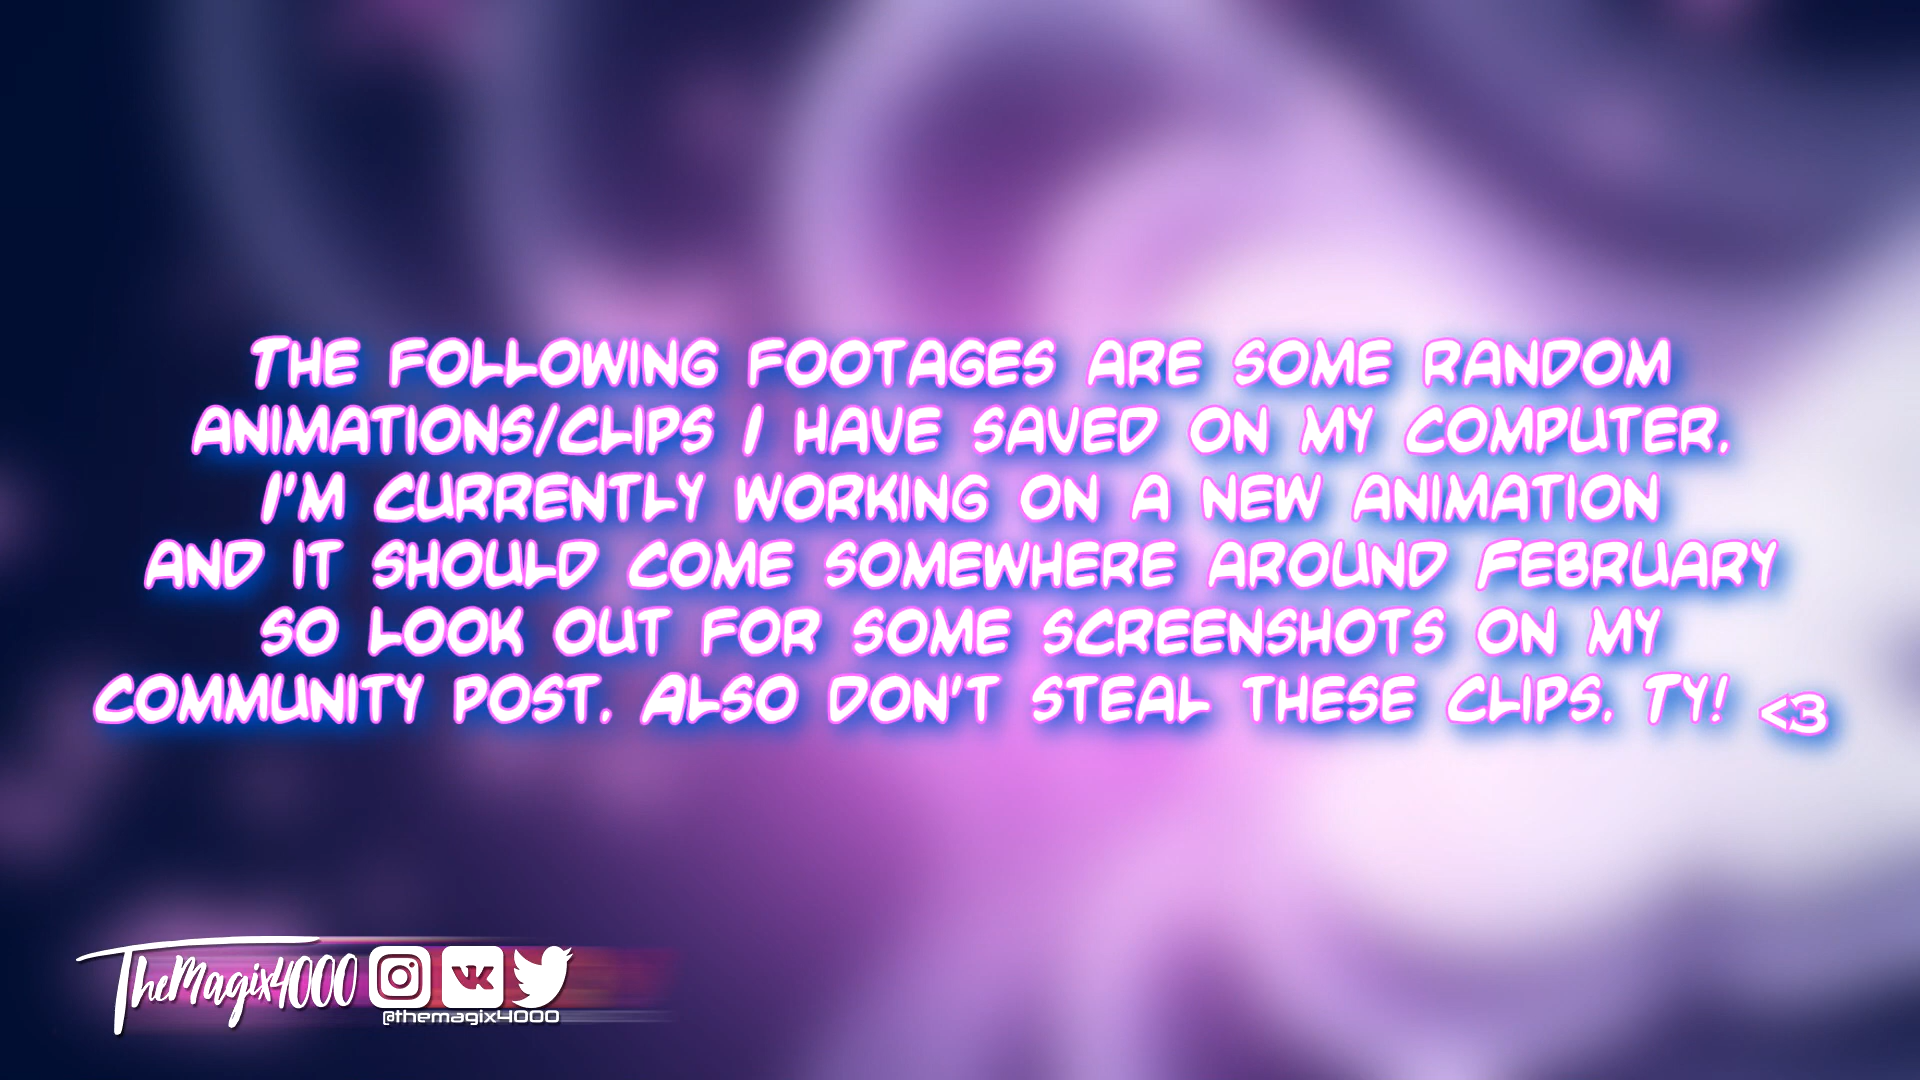 The following footages are some random
animations/clips I have saved on my computer.
I'm currently working on a new animation
and it should come somewhere around February
so look out for some screenshots on my
community post. Also don't steal these clips. Ty! <3
TheMagix4000
@themagix4000